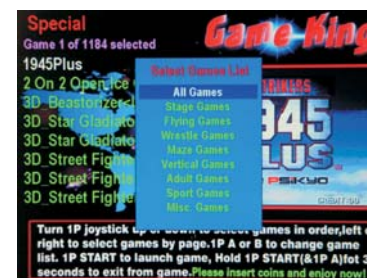 Special
Game King
Game 1 of 1184 selected
1945Plus
2 On 2 Open Ice
3D_Beastorizer
3D_Star Gladiato
3D_Star Gladiato
3D_Street Fighte
3D_Street Fighte
3D_Street Fighte
Select Games List
All Games
Stage Games
Flying Games
Wrestle Games
Maze Games
Vertical Games
Adult Games
Sport Games
Misc. Games
STRIKERS
1945
PLUS
PSIKYO
CREDIT:00
Turn 1P joystick up or down to select games in order,left
right to select games by page.1P A or B to change game
list. 1P START to launch game, Hold 1P START(&1P A)fot 3
seconds to exit from game.Please insert coins and enjoy now!